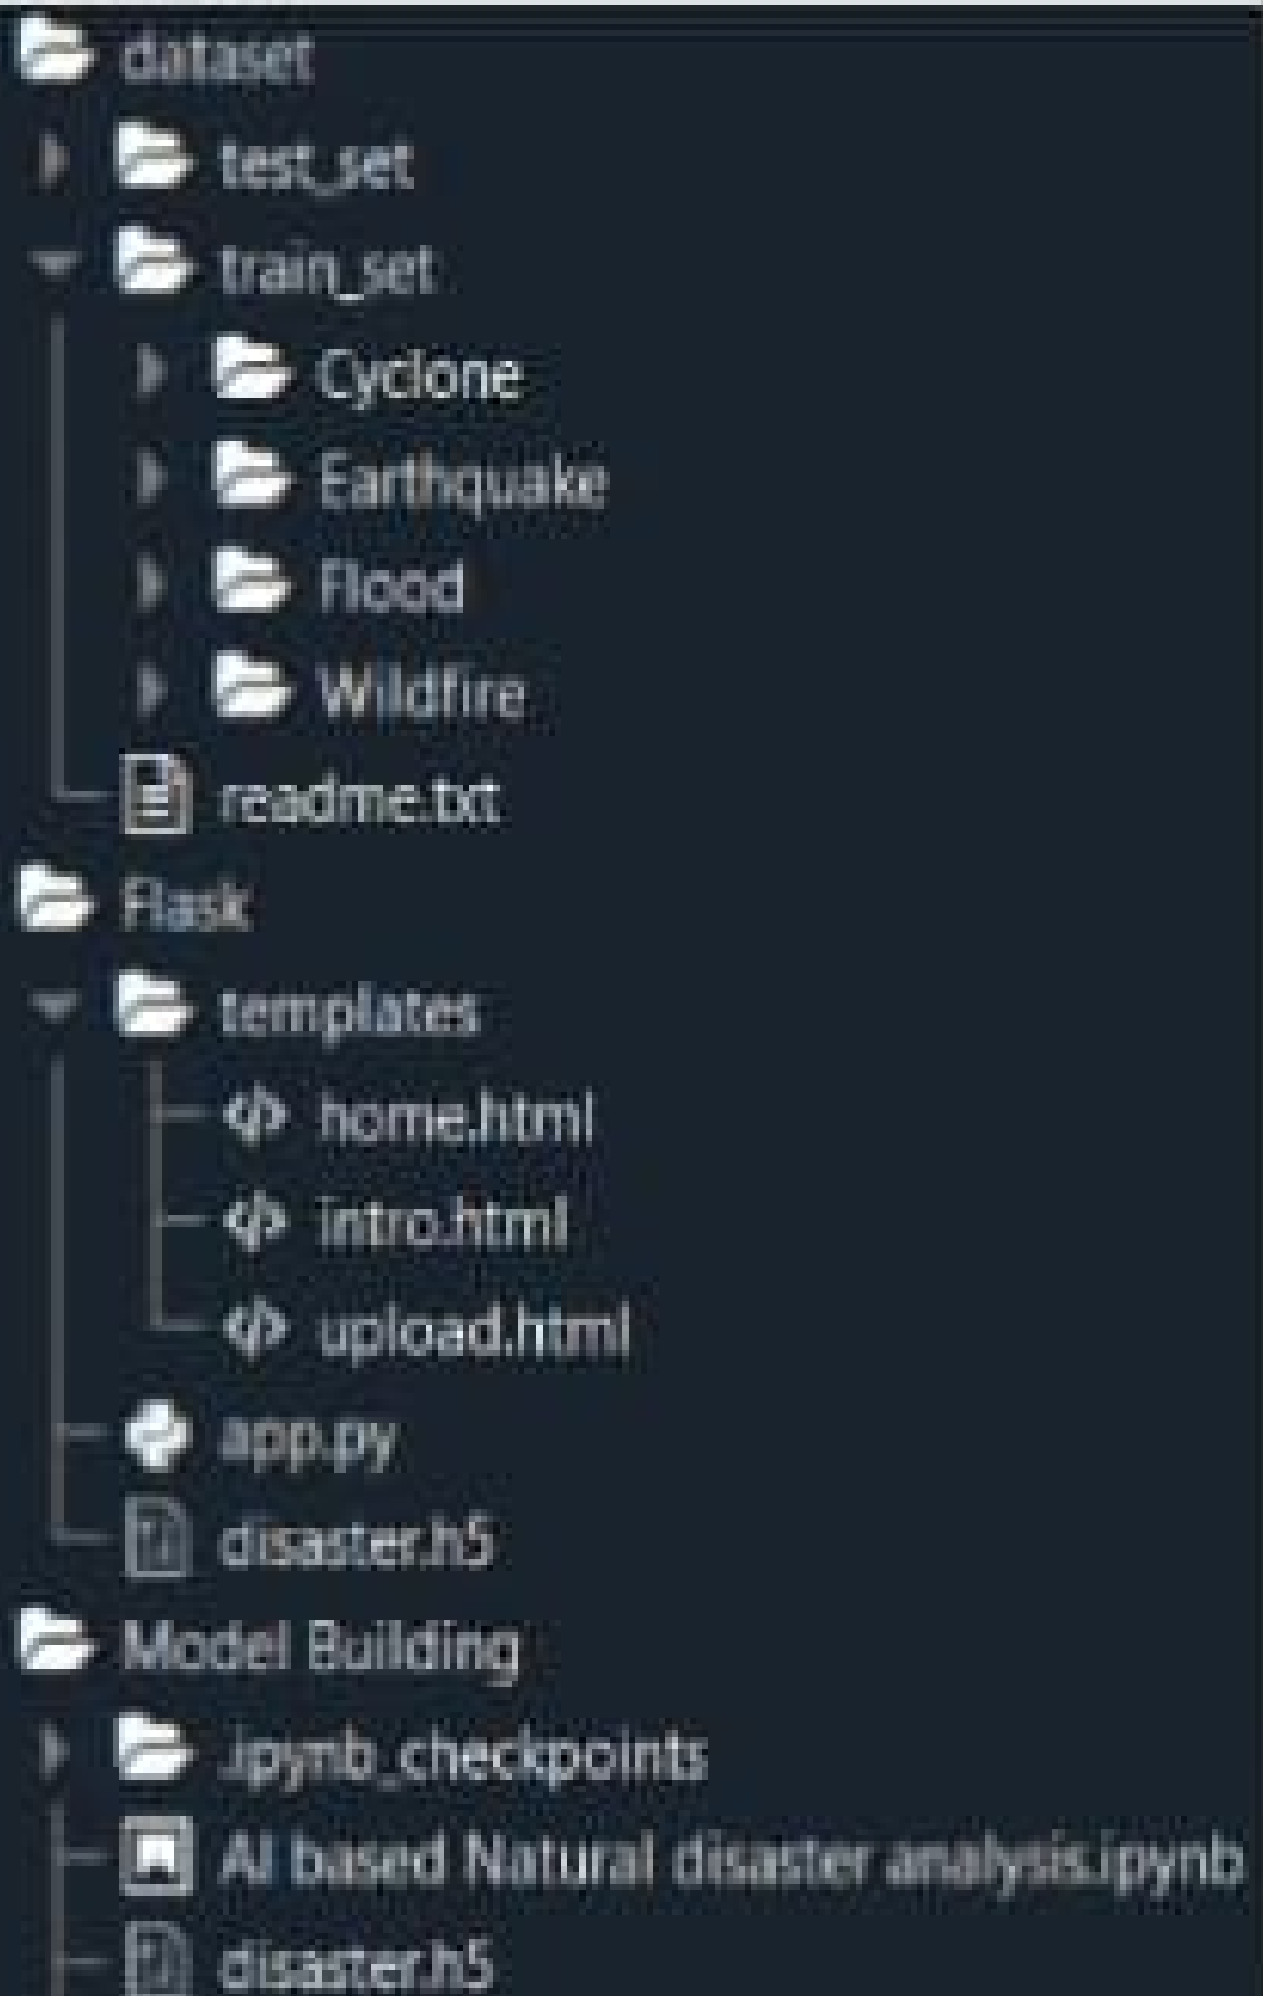 dataset
test_set
train_set
Cyclone
Earthquake
Flood
Wildfire
readme.txt
Flask
templates
home.html
intro.html
upload.html
app.py
disaster.h5
Model Building
.ipynb_checkpoints
AI based Natural disaster analysis.ipynb
disaster.h5